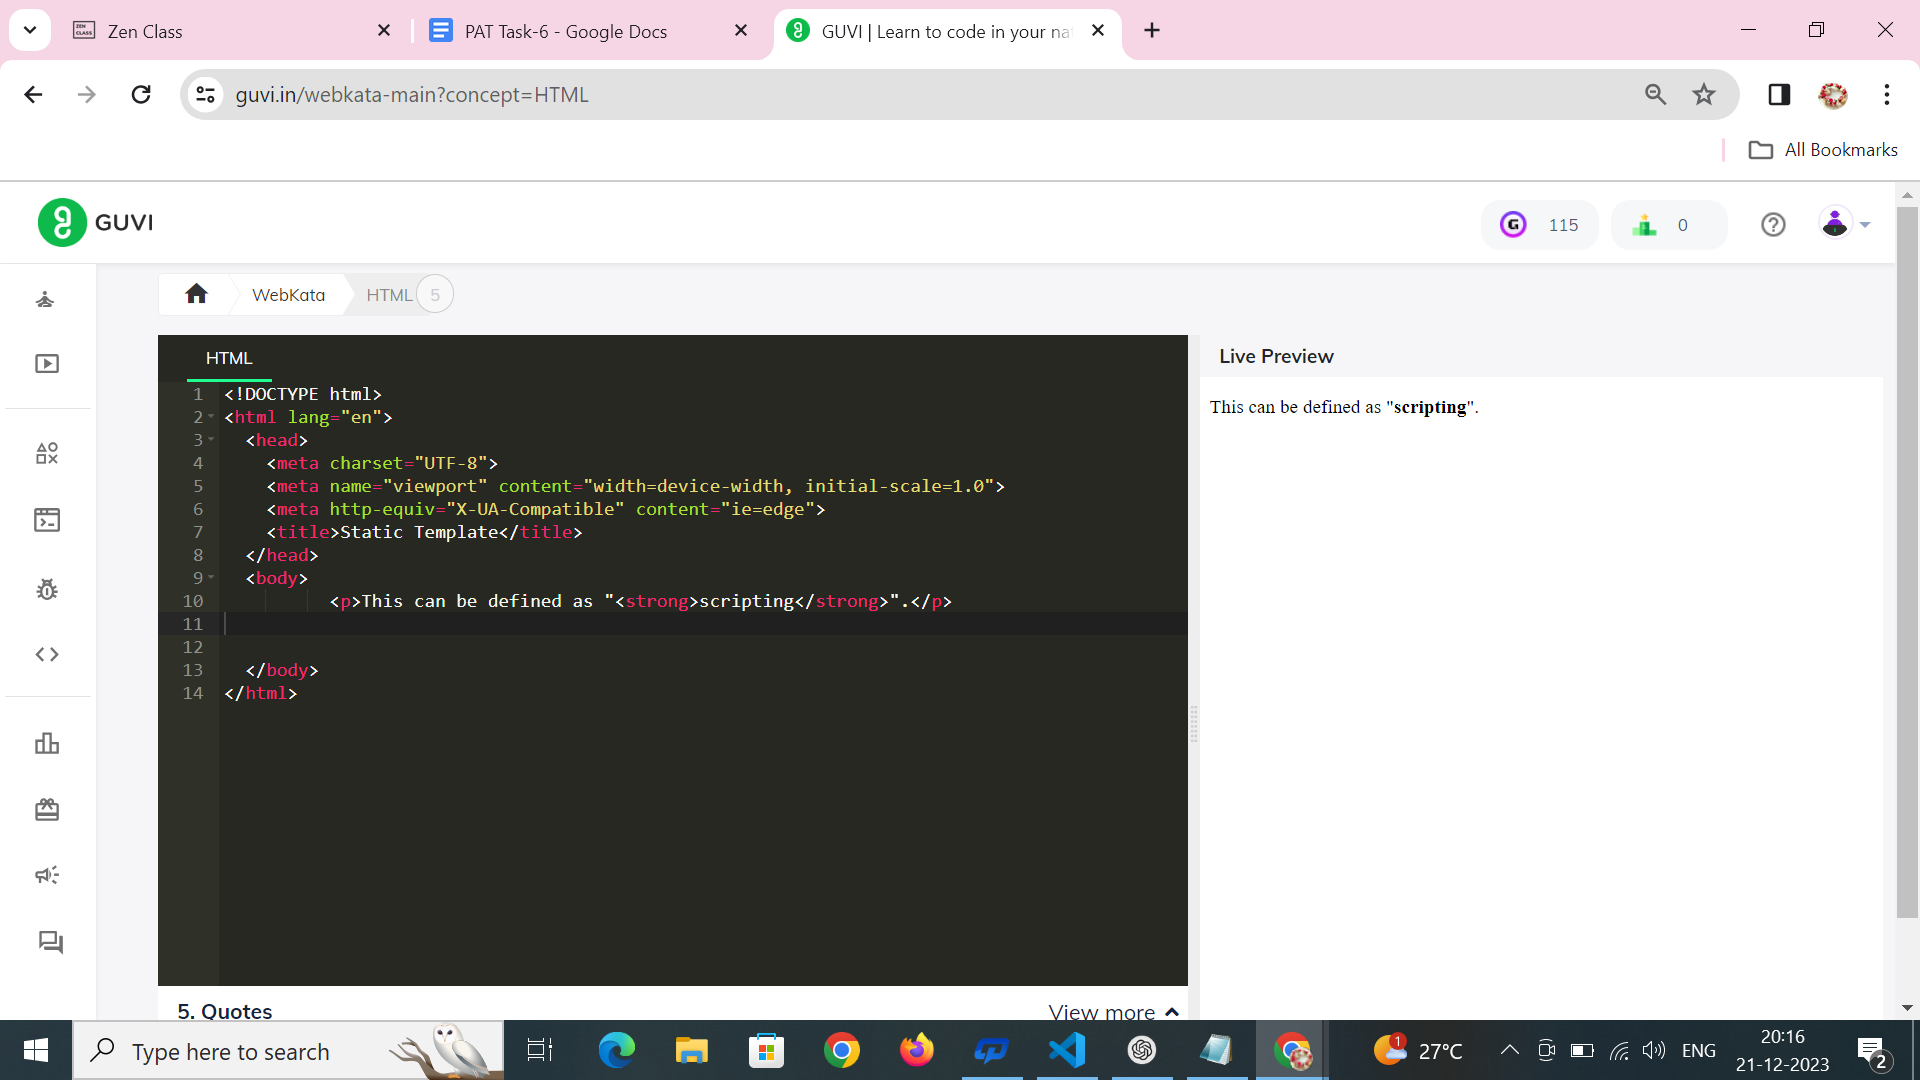 Zen Class
PAT Task-6 - Google Docs
GUVI | Learn to code in your na
guvi.in/webkata-main?concept=HTML
All Bookmarks
GUVI
G 115
0
WebKata
HTML 5
HTML
1 <!DOCTYPE html>
2 <html lang="en">
3 <head>
4 <meta charset="UTF-8">
5 <meta name="viewport" content="width=device-width, initial-scale=1.0">
6 <meta http-equiv="X-UA-Compatible" content="ie=edge">
7 <title>Static Template</title>
8 </head>
9 <body>
10 <p>This can be defined as "<strong>scripting</strong>".</p>
11
12
13 </body>
14 </html>
Live Preview
This can be defined as "scripting".
5. Quotes
View more
Type here to search
1
27°C
ENG
20:16
21-12-2023
2